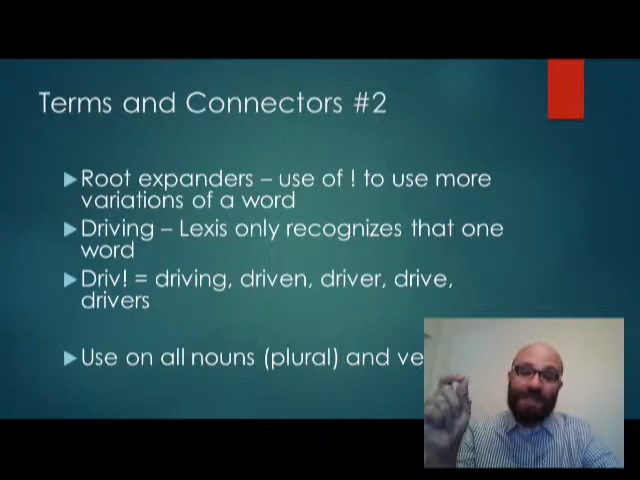 Terms and Connectors #2
Root expanders – use of ! to use more
variations of a word
Driving – Lexis only recognizes that one
word
Driv! = driving, driven, driver, drive,
drivers
Use on all nouns (plural) and